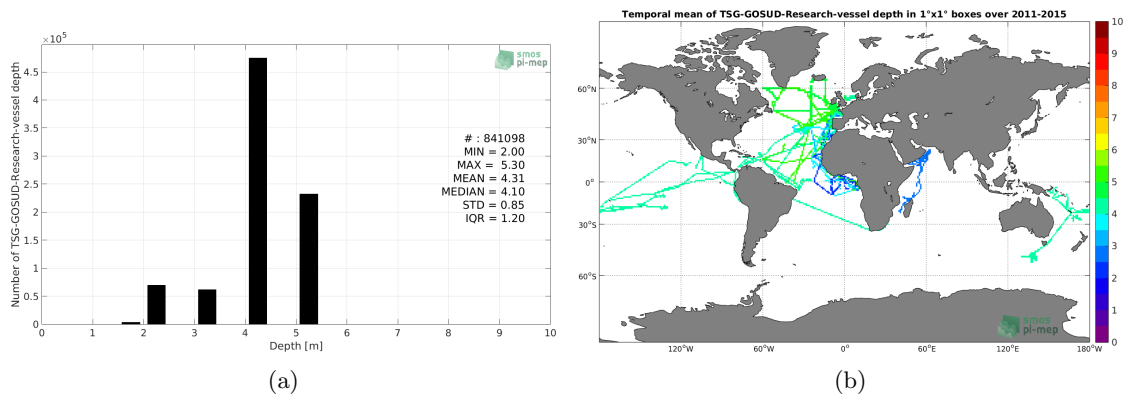 ×10⁵
4.5
4
3.5
3
2.5
2
1.5
1
0.5
0
Number of TSG-GOSUD-Research-vessel depth
smos
pi-mep
# : 841098
MIN = 2.00
MAX = 5.30
MEAN = 4.31
MEDIAN = 4.10
STD = 0.85
IQR = 1.20
0 1 2 3 4 5 6 7 8 9 10
Depth [m]
(a)
Temporal mean of TSG-GOSUD-Research-vessel depth in 1°x1° boxes over 2011-2015
60°N
30°N
0°
30°S
60°S
120°W 60°W 0° 60°E 120°E 180°W
smos
pi-mep
10
9
8
7
6
5
4
3
2
1
0
(b)